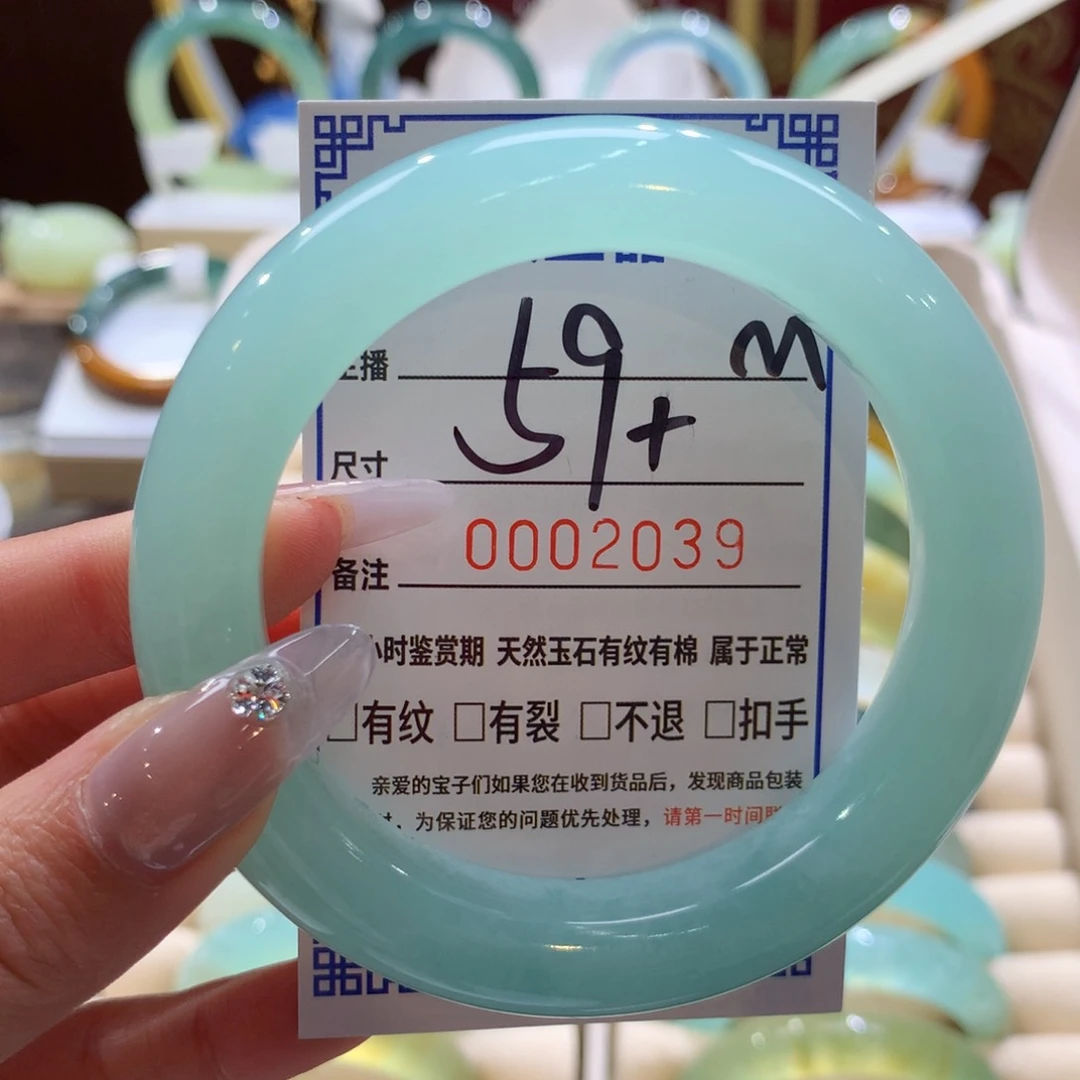 播
59+ M
尺寸
0002039
备注
小时鉴赏期 天然玉石有纹有棉 属于正常
□有纹 □有裂 □不退 □扣手
亲爱的宝子们如果您在收到货品后，发现商品包装
，为保证您的问题优先处理，请第一时间